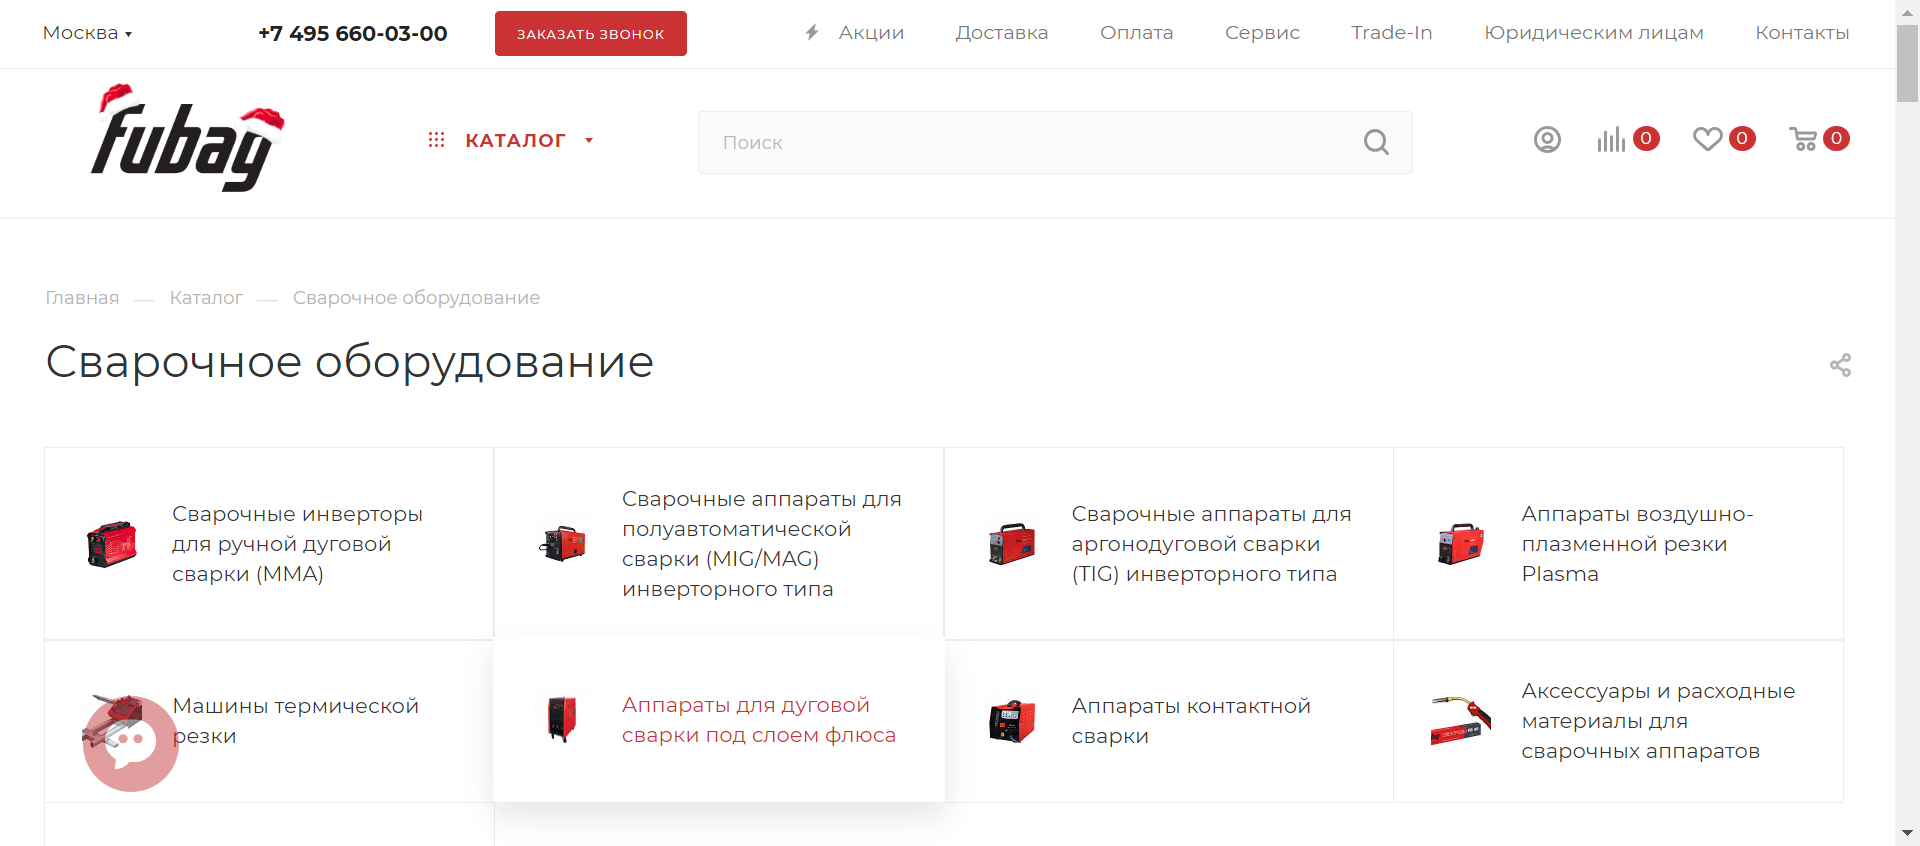 Москва
+7 495 660-03-00
ЗАКАЗАТЬ ЗВОНОК
Акции
Доставка
Оплата
Сервис
Trade-In
Юридическим лицам
Контакты
fubag
КАТАЛОГ
Поиск
0
0
0
Главная — Каталог — Сварочное оборудование
Сварочное оборудование
Сварочные инверторы
для ручной дуговой
сварки (MMA)
Сварочные аппараты для
полуавтоматической
сварки (MIG/MAG)
инверторного типа
Сварочные аппараты для
аргонодуговой сварки
(TIG) инверторного типа
Аппараты воздушно-
плазменной резки
Plasma
Машины термической
резки
Аппараты для дуговой
сварки под слоем флюса
Аппараты контактной
сварки
Аксессуары и расходные
материалы для
сварочных аппаратов